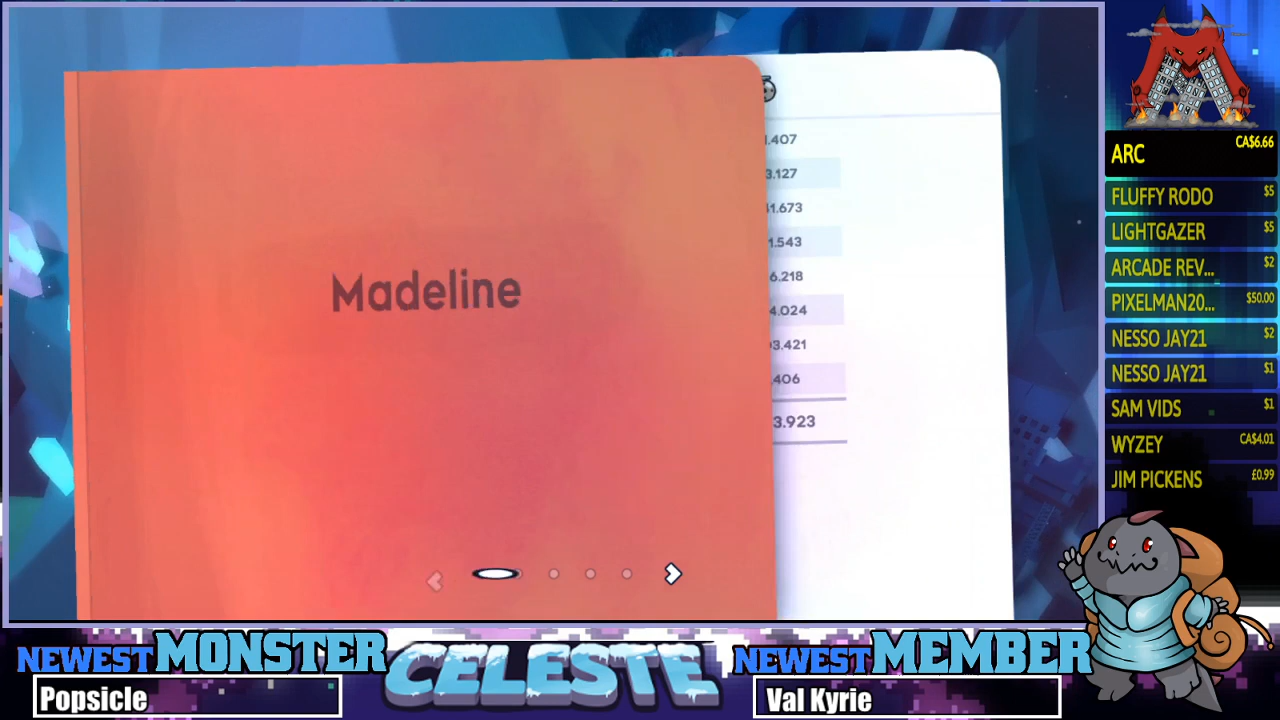 Madeline
1.407
3.127
41.673
1.543
6.218
4.024
3.421
.406
3.923
ARC CA$6.66
FLUFFY RODO $5
LIGHTGAZER $5
ARCADE REV... $2
PIXELMAN20... $50.00
NESSO JAY21 $2
NESSO JAY21 $1
SAM VIDS $1
WYZEY CA$4.01
JIM PICKENS £0.99
NEWEST MONSTER
Popsicle
CELESTE
NEWEST MEMBER
Val Kyrie